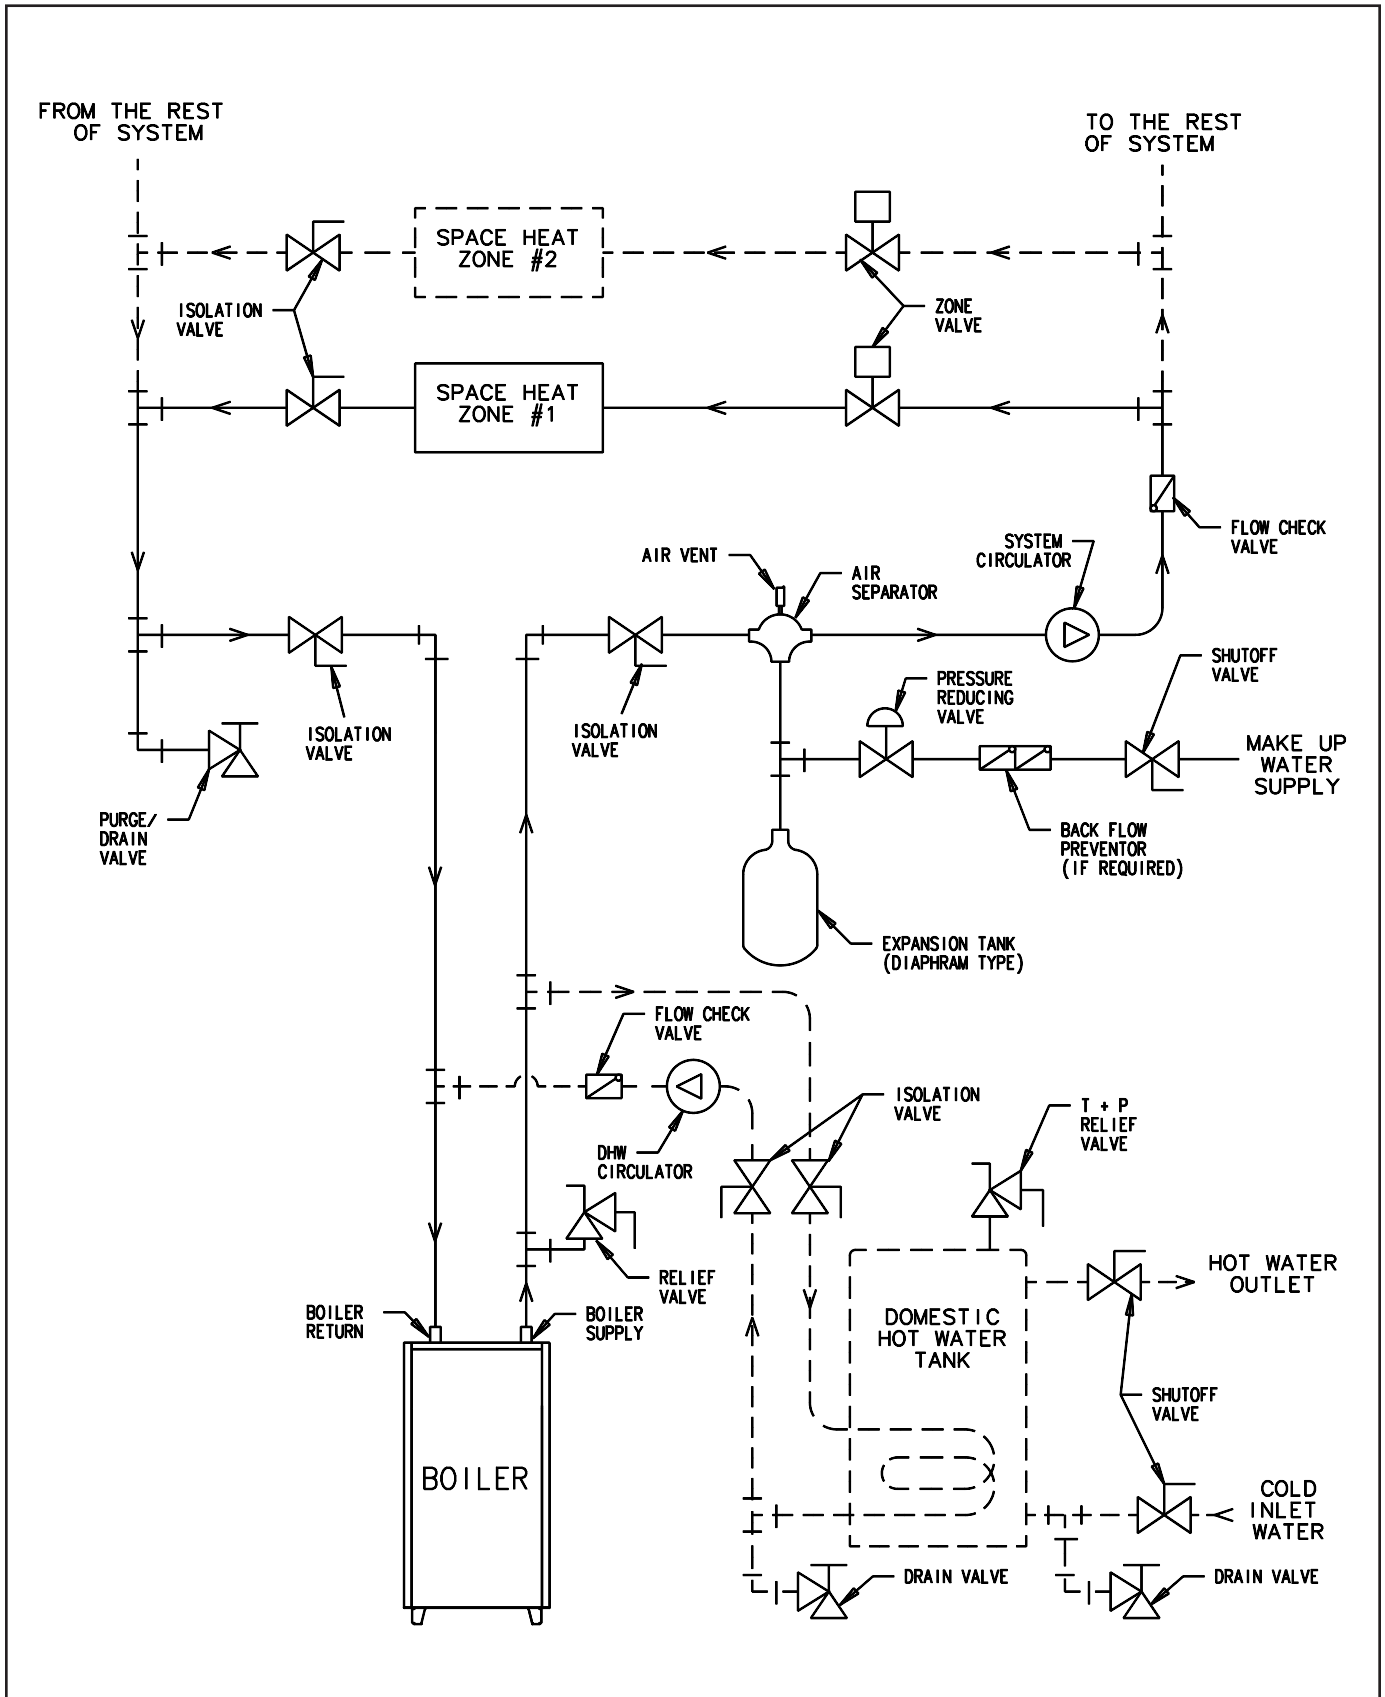 FROM THE REST
OF SYSTEM
TO THE REST
OF SYSTEM
SPACE HEAT
ZONE #2
ISOLATION
VALVE
ZONE
VALVE
SPACE HEAT
ZONE #1
FLOW CHECK
VALVE
SYSTEM
CIRCULATOR
AIR VENT
AIR
SEPARATOR
SHUTOFF
VALVE
PRESSURE
REDUCING
VALVE
ISOLATION
VALVE
ISOLATION
VALVE
MAKE UP
WATER
SUPPLY
PURGE/
DRAIN
VALVE
BACK FLOW
PREVENTOR
(IF REQUIRED)
EXPANSION TANK
(DIAPHRAM TYPE)
FLOW CHECK
VALVE
ISOLATION
VALVE
T + P
RELIEF
VALVE
DHW
CIRCULATOR
RELIEF
VALVE
HOT WATER
OUTLET
BOILER
RETURN
BOILER
SUPPLY
DOMESTIC
HOT WATER
TANK
SHUTOFF
VALVE
BOILER
COLD
INLET
WATER
DRAIN VALVE
DRAIN VALVE